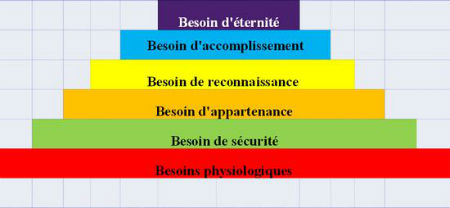 Besoin d'éternité
Besoin d'accomplissement
Besoin de reconnaissance
Besoin d'appartenance
Besoin de sécurité
Besoins physiologiques